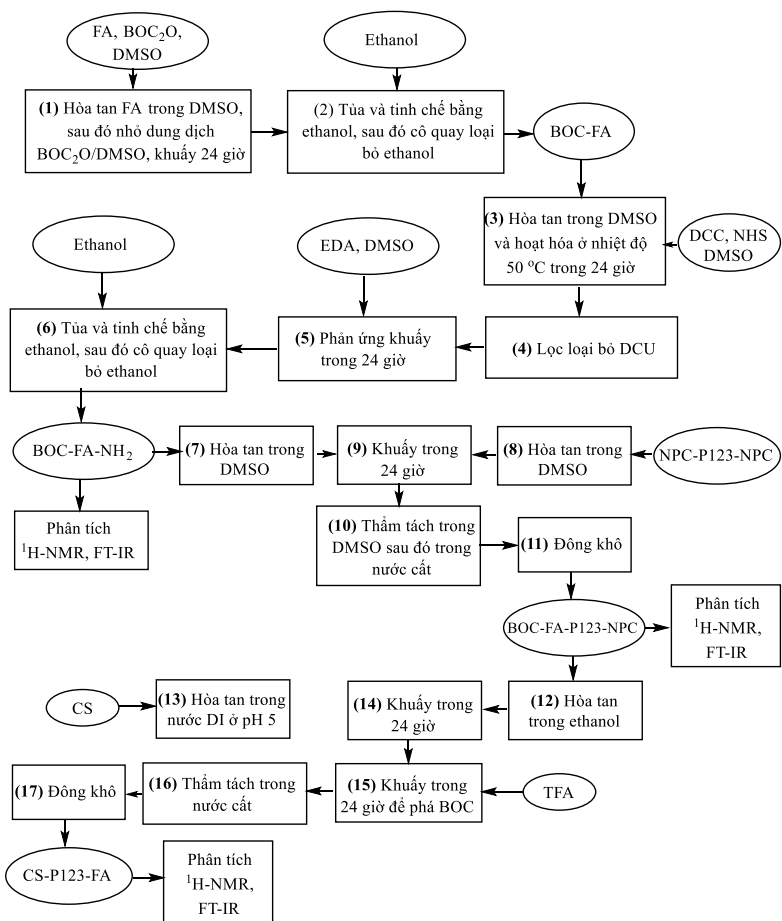 FA, BOC₂O,
DMSO
Ethanol
(1) Hòa tan FA trong DMSO,
sau đó nhỏ dung dịch
BOC₂O/DMSO, khuấy 24 giờ
(2) Tủa và tinh chế bằng
ethanol, sau đó cô quay loại
bỏ ethanol
BOC-FA
(3) Hòa tan trong DMSO
và hoạt hóa ở nhiệt độ
50 °C trong 24 giờ
DCC, NHS
DMSO
Ethanol
EDA, DMSO
(6) Tủa và tinh chế bằng
ethanol, sau đó cô quay loại
bỏ ethanol
(5) Phản ứng khuấy
trong 24 giờ
(4) Lọc loại bỏ DCU
BOC-FA-NH₂
(7) Hòa tan trong
DMSO
(9) Khuấy trong
24 giờ
(8) Hòa tan trong
DMSO
NPC-P123-NPC
Phân tích
¹H-NMR, FT-IR
(10) Thẩm tách trong
DMSO sau đó trong
nước cất
(11) Đông khô
BOC-FA-P123-NPC
Phân tích
¹H-NMR,
FT-IR
CS
(13) Hòa tan trong
nước DI ở pH 5
(14) Khuấy trong
24 giờ
(12) Hòa tan
trong ethanol
(17) Đông khô
(16) Thẩm tách trong
nước cất
(15) Khuấy trong
24 giờ để phá BOC
TFA
CS-P123-FA
Phân tích
¹H-NMR,
FT-IR